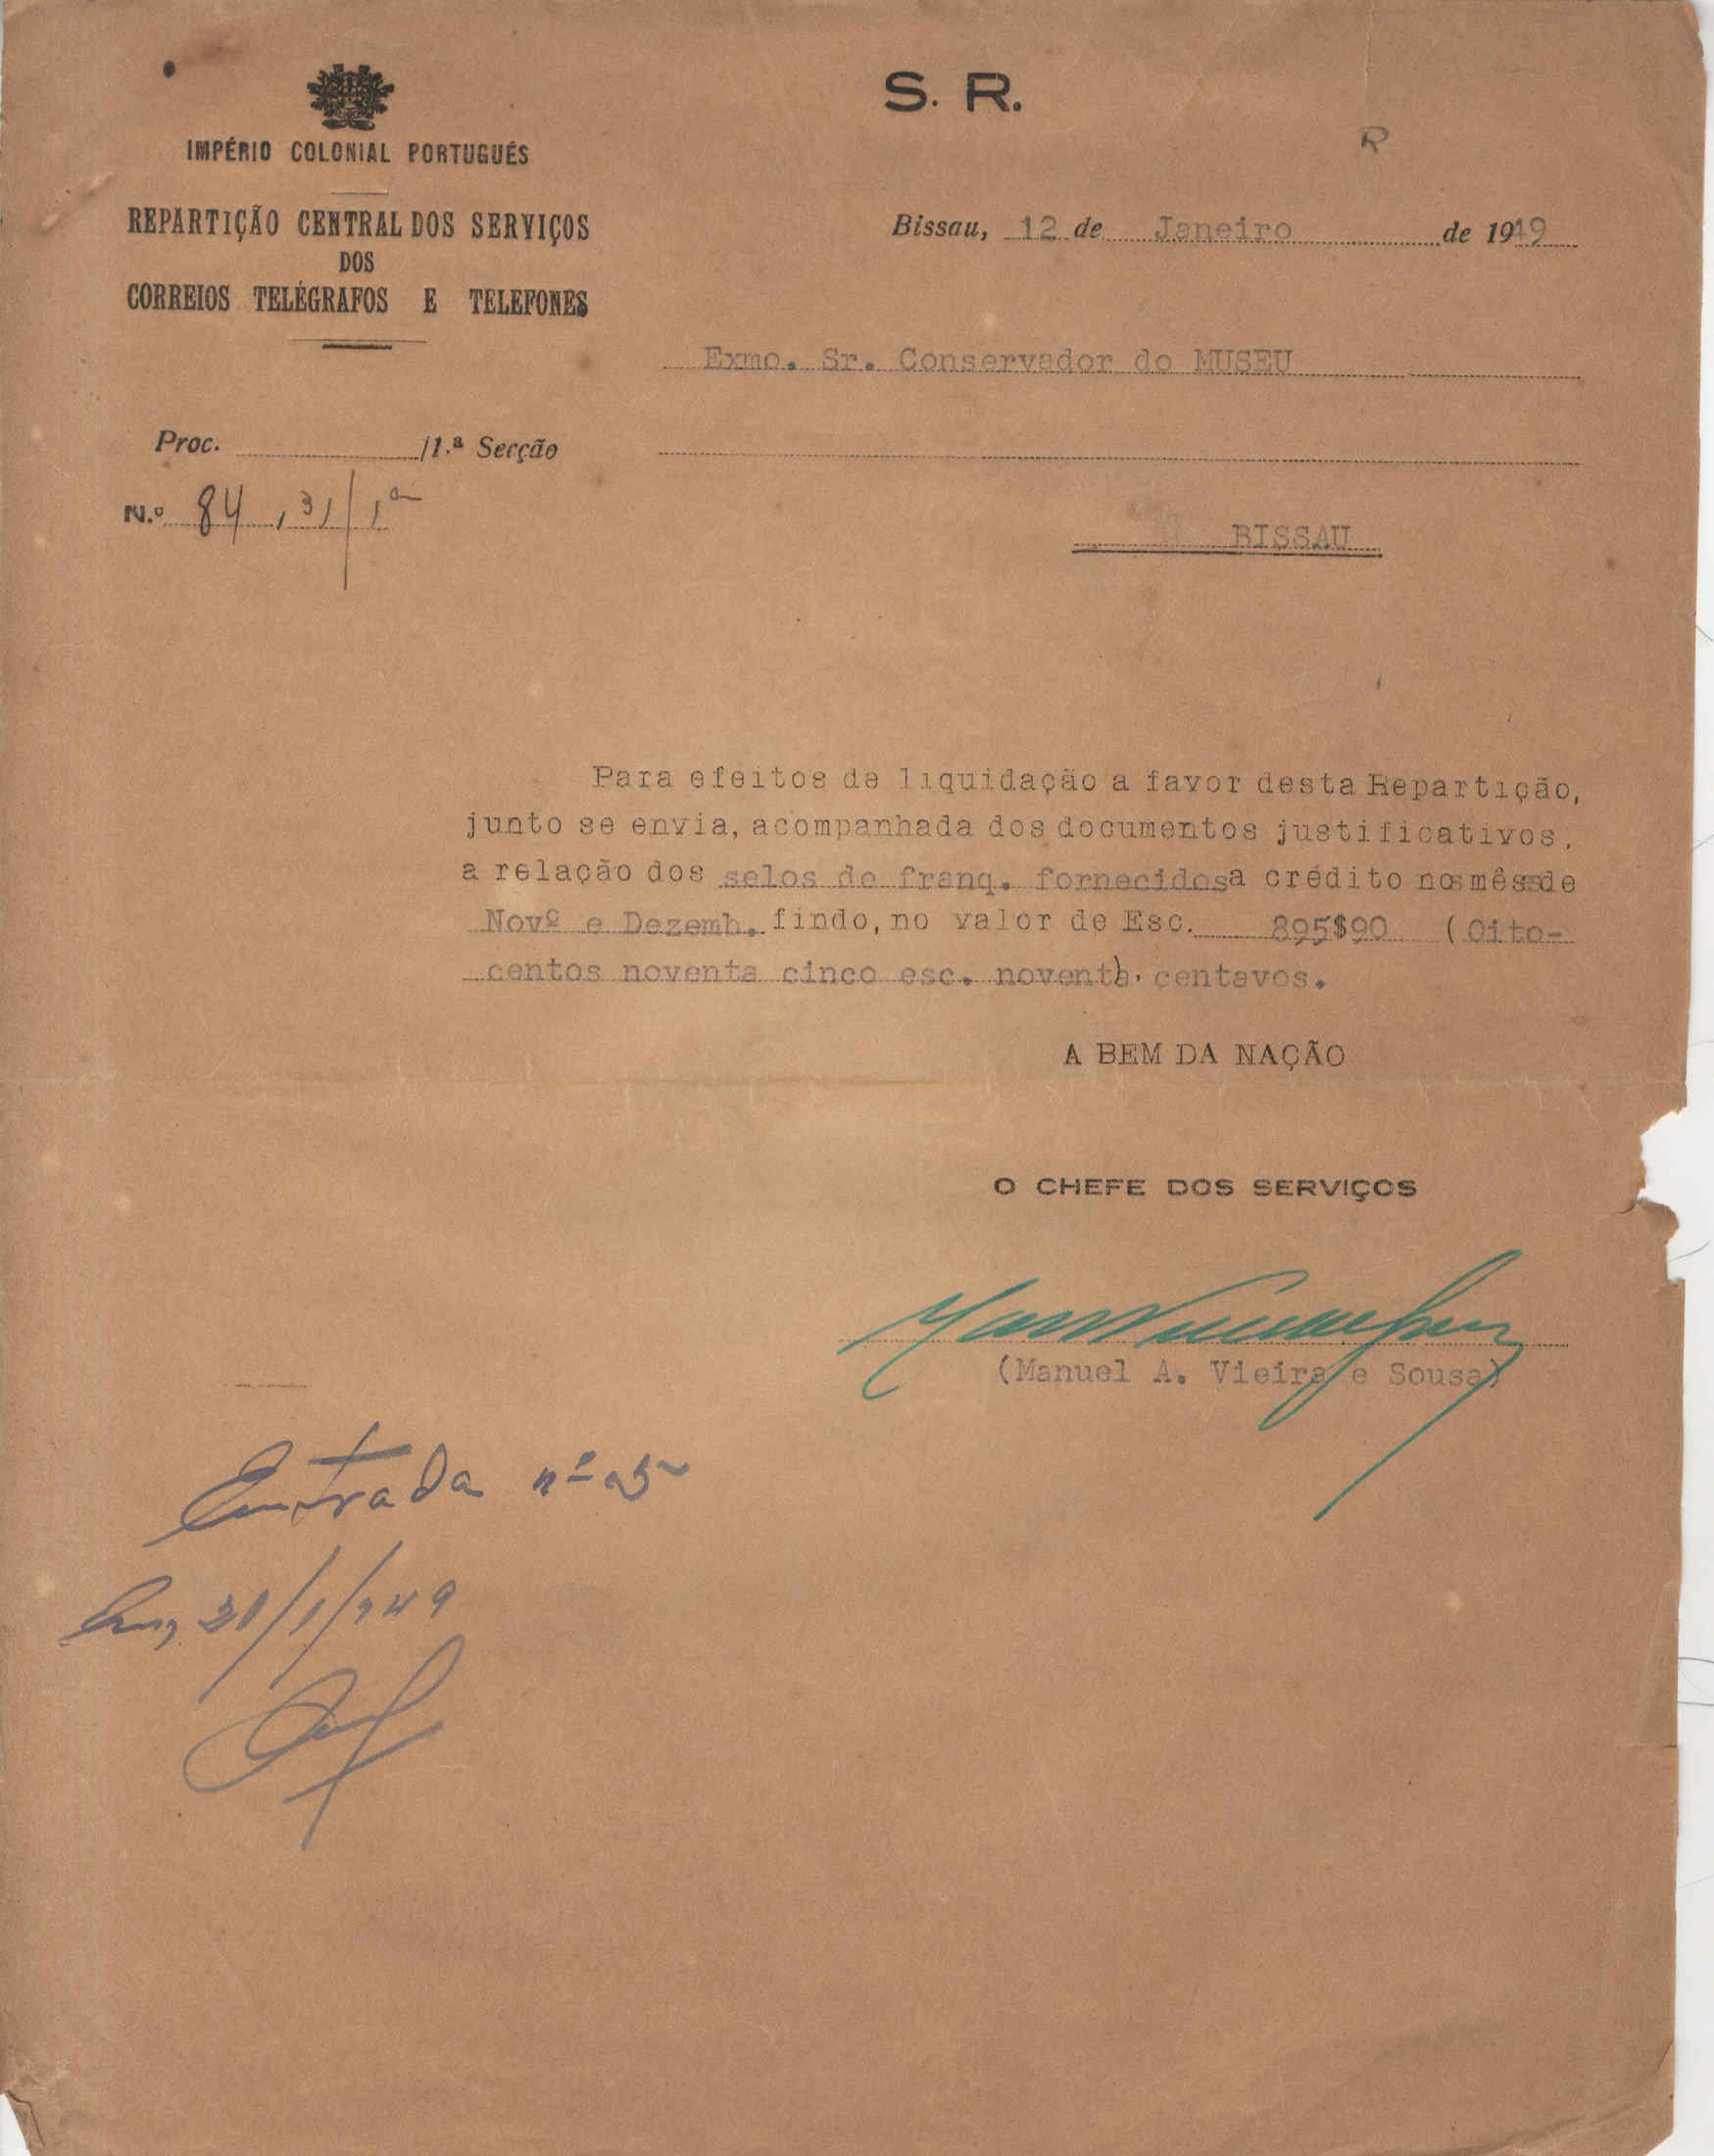 S. R.
R
IMPÉRIO COLONIAL PORTUGUÊS
REPARTIÇÃO CENTRAL DOS SERVIÇOS
DOS
CORREIOS TELÉGRAFOS E TELEFONES
Bissau, 12 de Janeiro de 1949
Exmo. Sr. Conservador do MUSEU
Proc. /1.ª Secção
N.º 84,31/1ª
BISSAU
Para efeitos de liquidação a favor desta Repartição,
junto se envia, acompanhada dos documentos justificativos,
a relação dos selos de franq. fornecidos a crédito nos mêses de
Novº e Dezemb. findo, no valor de Esc. 895$90 (Oito-
centos noventa cinco esc. noventa), centavos.
A BEM DA NAÇÃO
O CHEFE DOS SERVIÇOS
(Manuel A. Vieira e Sousa)
Entrada nº
/1/949